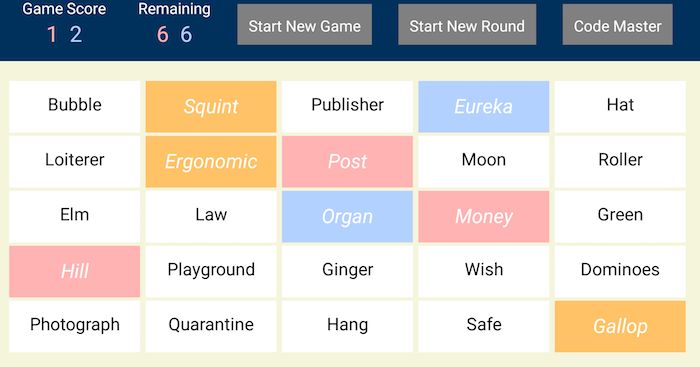 Game Score
1 2
Remaining
6 6
Start New Game
Start New Round
Code Master
Bubble Squint Publisher Eureka Hat
Loiterer Ergonomic Post Moon Roller
Elm Law Organ Money Green
Hill Playground Ginger Wish Dominoes
Photograph Quarantine Hang Safe Gallop